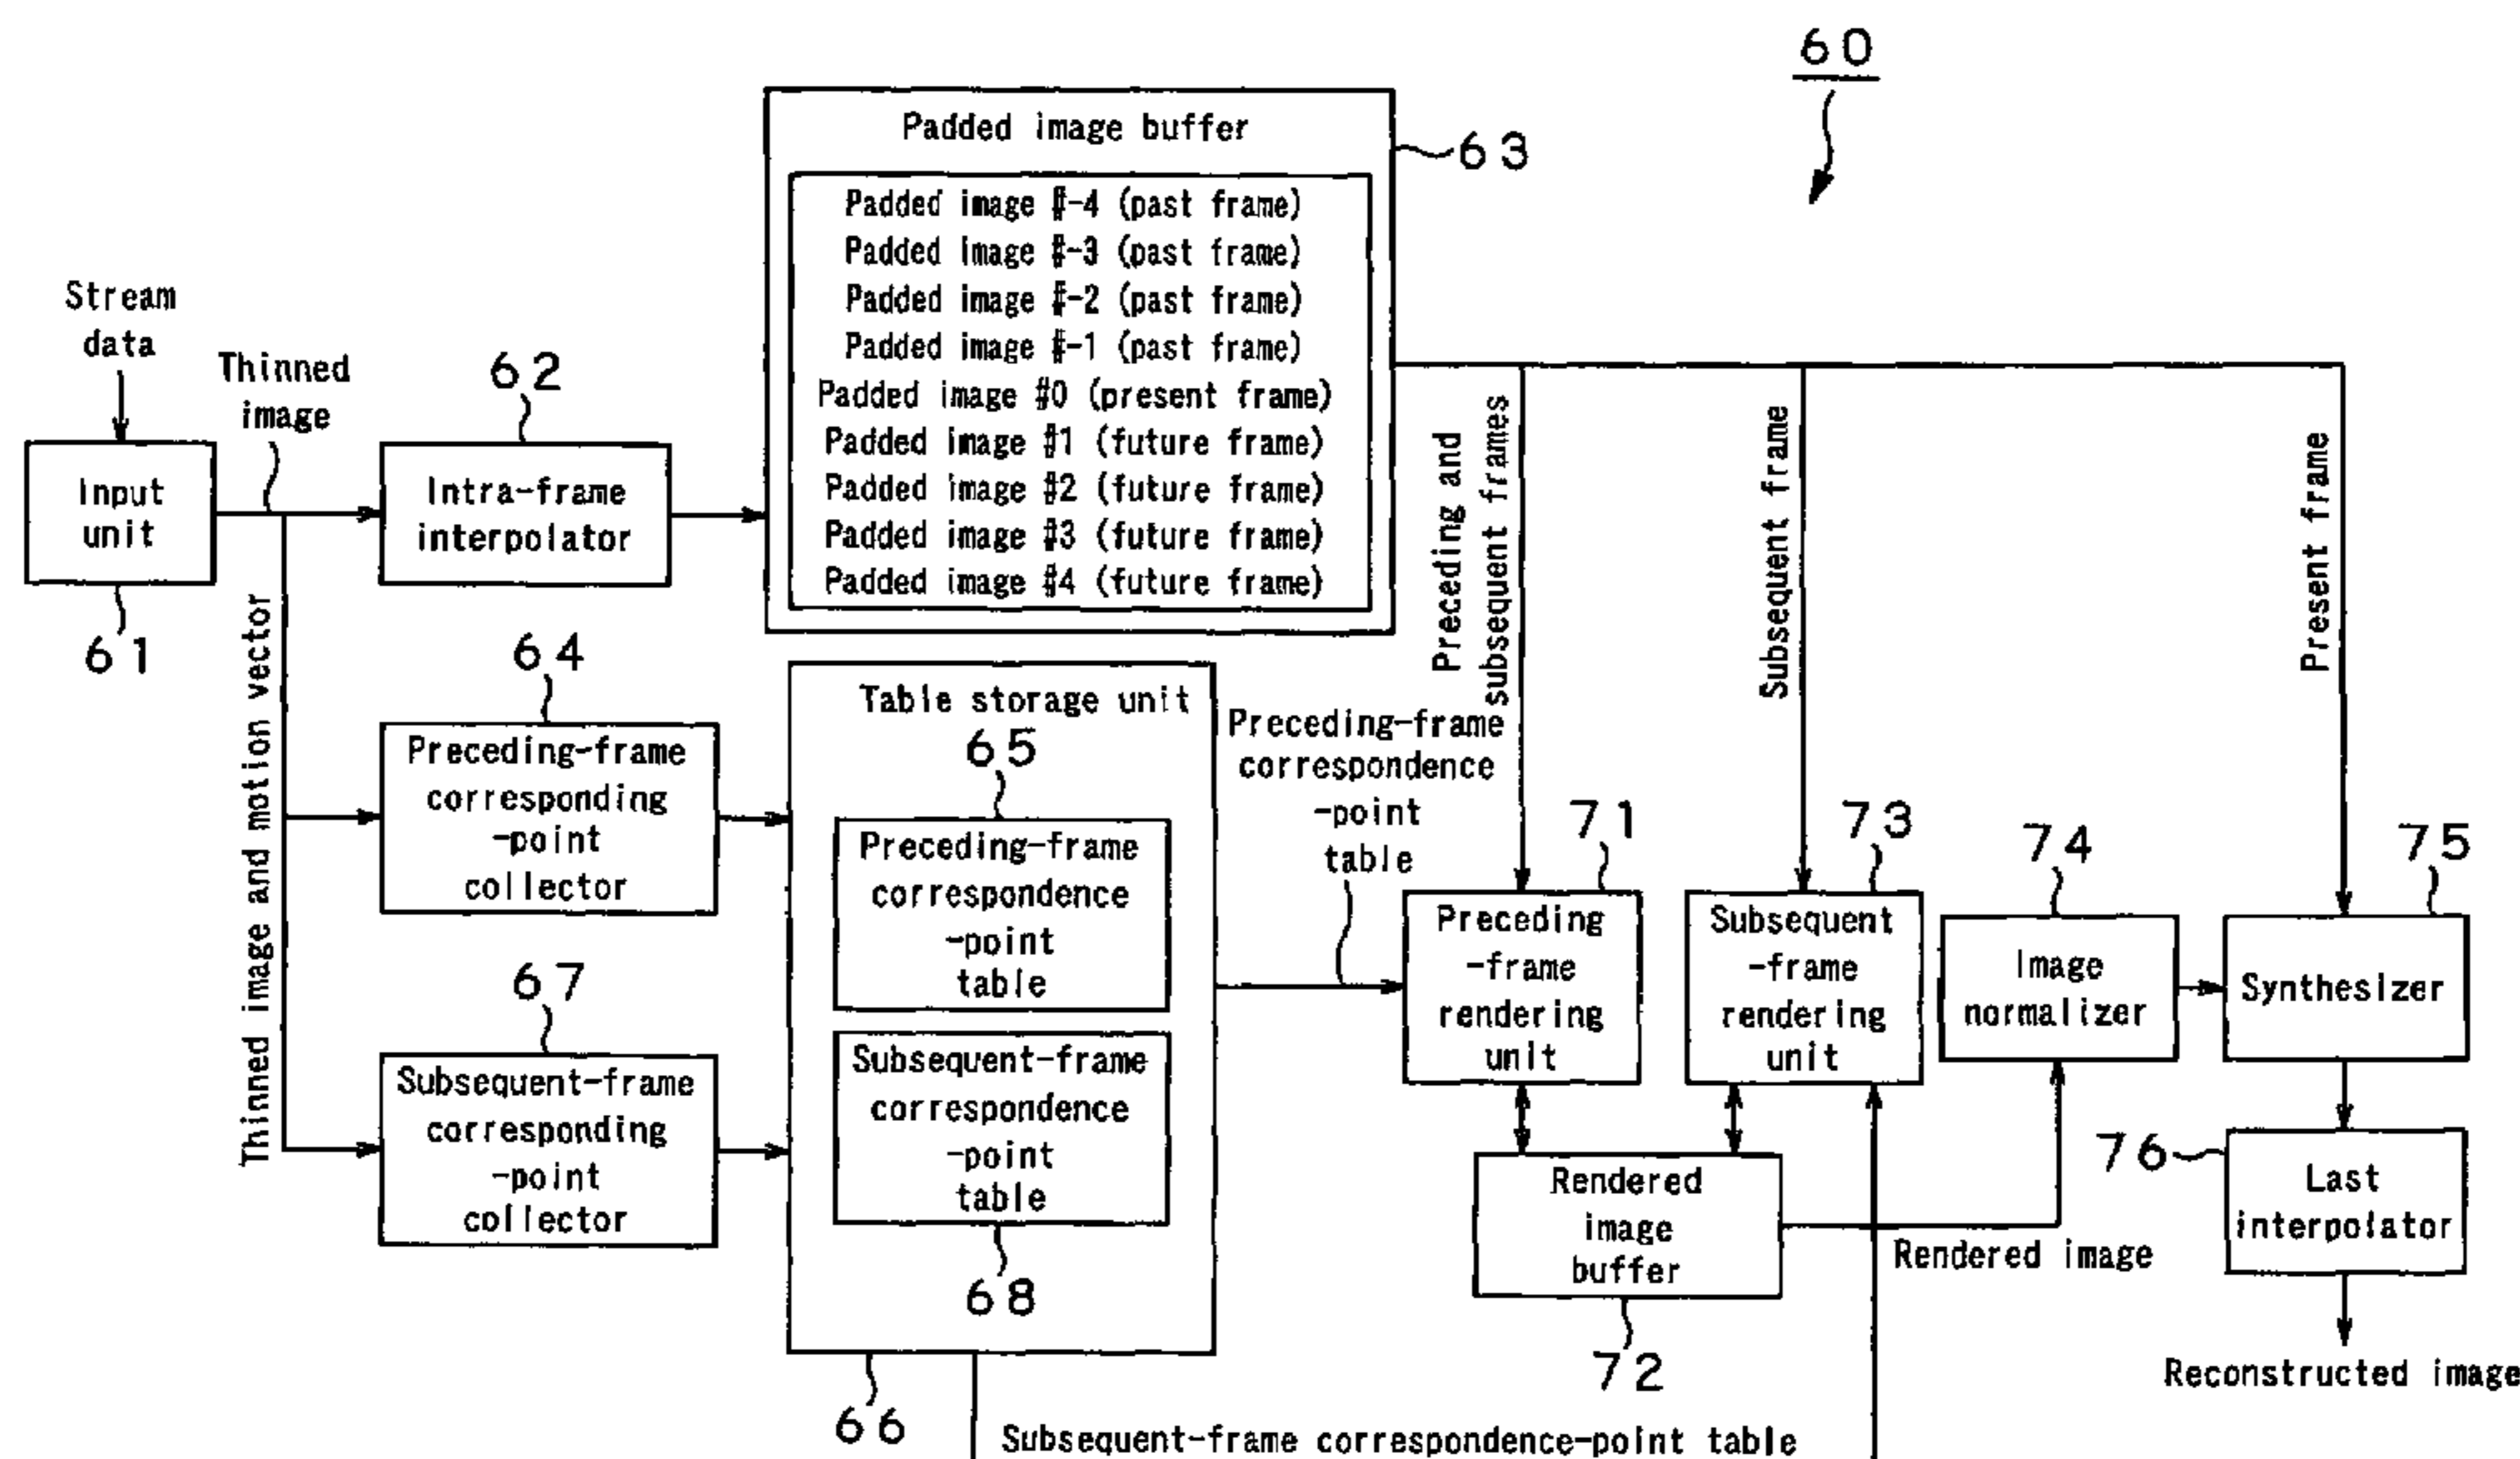 60
Padded image buffer
63
Padded image #-4 (past frame)
Padded image #-3 (past frame)
Padded image #-2 (past frame)
Padded image #-1 (past frame)
Padded image #0 (present frame)
Padded image #1 (future frame)
Padded image #2 (future frame)
Padded image #3 (future frame)
Padded image #4 (future frame)
Stream
data
Thinned
image
62
Input
unit
61
Intra-frame
interpolator
Thinned image and motion vector
64
Preceding-frame
corresponding
-point
collector
67
Subsequent-frame
corresponding
-point
collector
Table storage unit
65
Preceding-frame
correspondence
-point
table
Subsequent-frame
correspondence
-point
table
68
66
Preceding and
subsequent frames
Subsequent frame
Present frame
Preceding-frame
correspondence
-point
table
71
Preceding
-frame
rendering
unit
73
Subsequent
-frame
rendering
unit
74
Image
normalizer
75
Synthesizer
Rendered
image
buffer
72
Rendered image
76
Last
interpolator
Reconstructed image
Subsequent-frame correspondence-point table